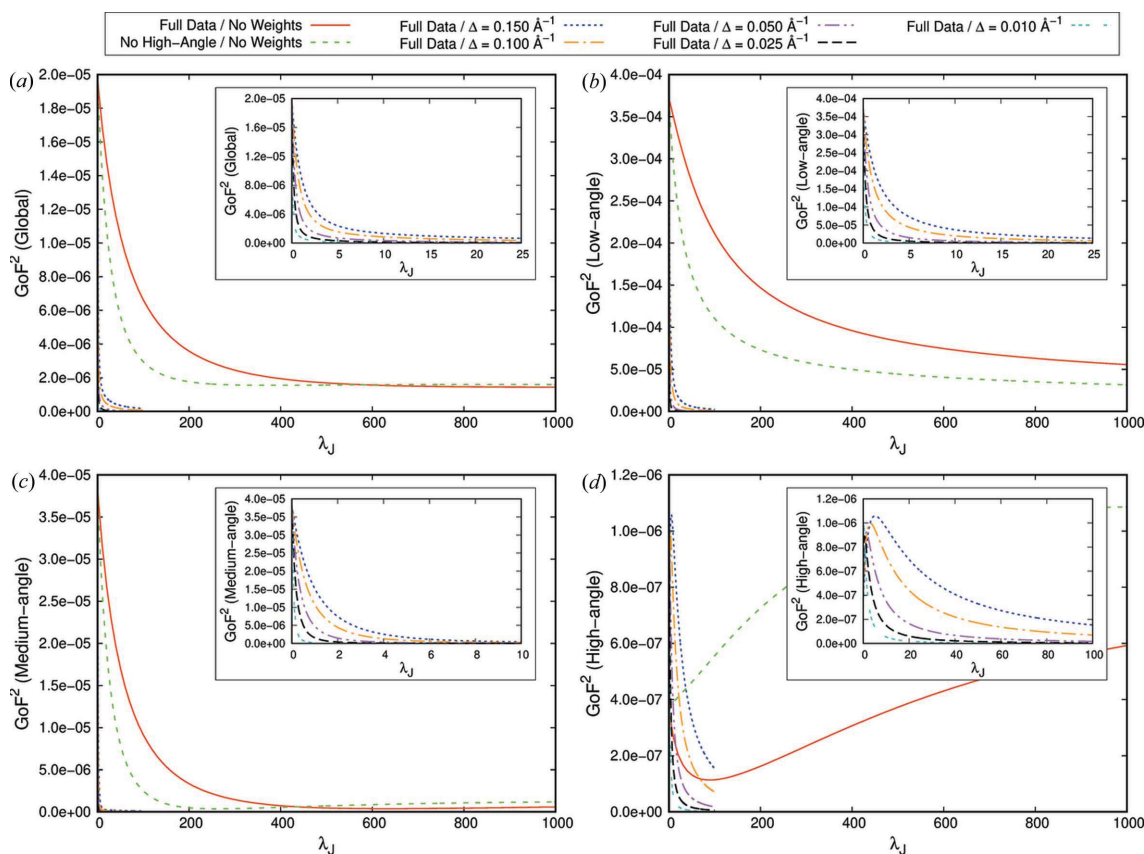 Full Data / No Weights
No High−Angle / No Weights
Full Data / Δ = 0.150 Å⁻¹
Full Data / Δ = 0.100 Å⁻¹
Full Data / Δ = 0.050 Å⁻¹
Full Data / Δ = 0.025 Å⁻¹
Full Data / Δ = 0.010 Å⁻¹
(a)
GoF² (Global)
2.0e−05
1.8e−05
1.6e−05
1.4e−05
1.2e−05
1.0e−05
8.0e−06
6.0e−06
4.0e−06
2.0e−06
0.0e+00
0 200 400 600 800 1000
λJ
GoF² (Global)
2.0e−05
1.6e−05
1.2e−05
8.0e−06
4.0e−06
0.0e+00
0 5 10 15 20 25
λJ
(b)
GoF² (Low−angle)
4.0e−04
3.5e−04
3.0e−04
2.5e−04
2.0e−04
1.5e−04
1.0e−04
5.0e−05
0.0e+00
0 200 400 600 800 1000
λJ
GoF² (Low−angle)
4.0e−04
3.5e−04
3.0e−04
2.5e−04
2.0e−04
1.5e−04
1.0e−04
5.0e−05
0.0e+00
0 5 10 15 20 25
λJ
(c)
GoF² (Medium−angle)
4.0e−05
3.5e−05
3.0e−05
2.5e−05
2.0e−05
1.5e−05
1.0e−05
5.0e−06
0.0e+00
0 200 400 600 800 1000
λJ
GoF² (Medium−angle)
4.0e−05
3.5e−05
3.0e−05
2.5e−05
2.0e−05
1.5e−05
1.0e−05
5.0e−06
0.0e+00
0 2 4 6 8 10
λJ
(d)
GoF² (High−angle)
1.2e−06
1.0e−06
8.0e−07
6.0e−07
4.0e−07
2.0e−07
0.0e+00
0 200 400 600 800 1000
λJ
GoF² (High−angle)
1.2e−06
1.0e−06
8.0e−07
6.0e−07
4.0e−07
2.0e−07
0.0e+00
0 20 40 60 80 100
λJ